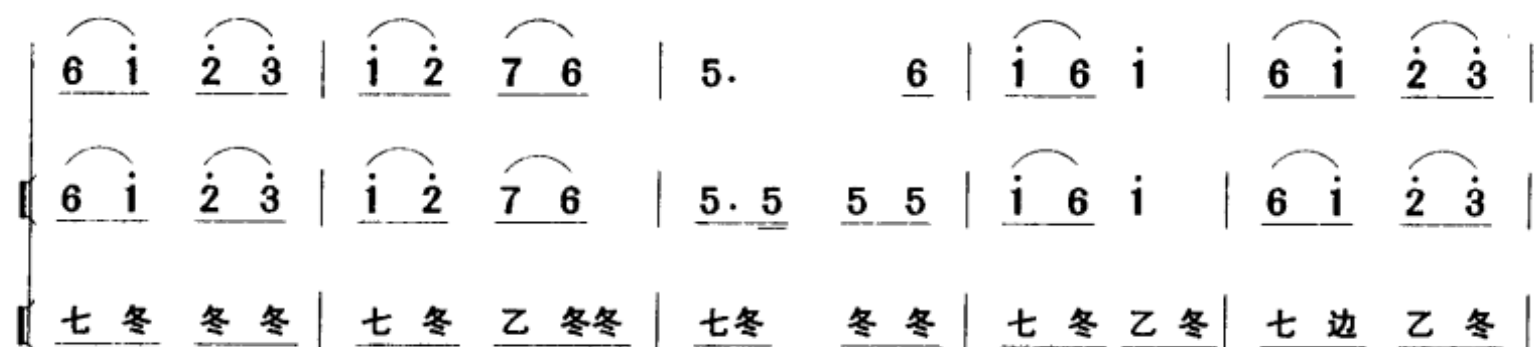 6 i̇ 2̇ 3̇ | i̇ 2̇ 7 6 | 5. 6 | i̇ 6 i̇ | 6 i̇ 2̇ 3̇ |
6 i̇ 2̇ 3̇ | i̇ 2̇ 7 6 | 5. 5 5 5 | i̇ 6 i̇ | 6 i̇ 2̇ 3̇ |
七 冬 冬 冬 | 七 冬 乙 冬冬 | 七冬 冬 冬 | 七 冬 乙 冬 | 七 边 乙 冬 |